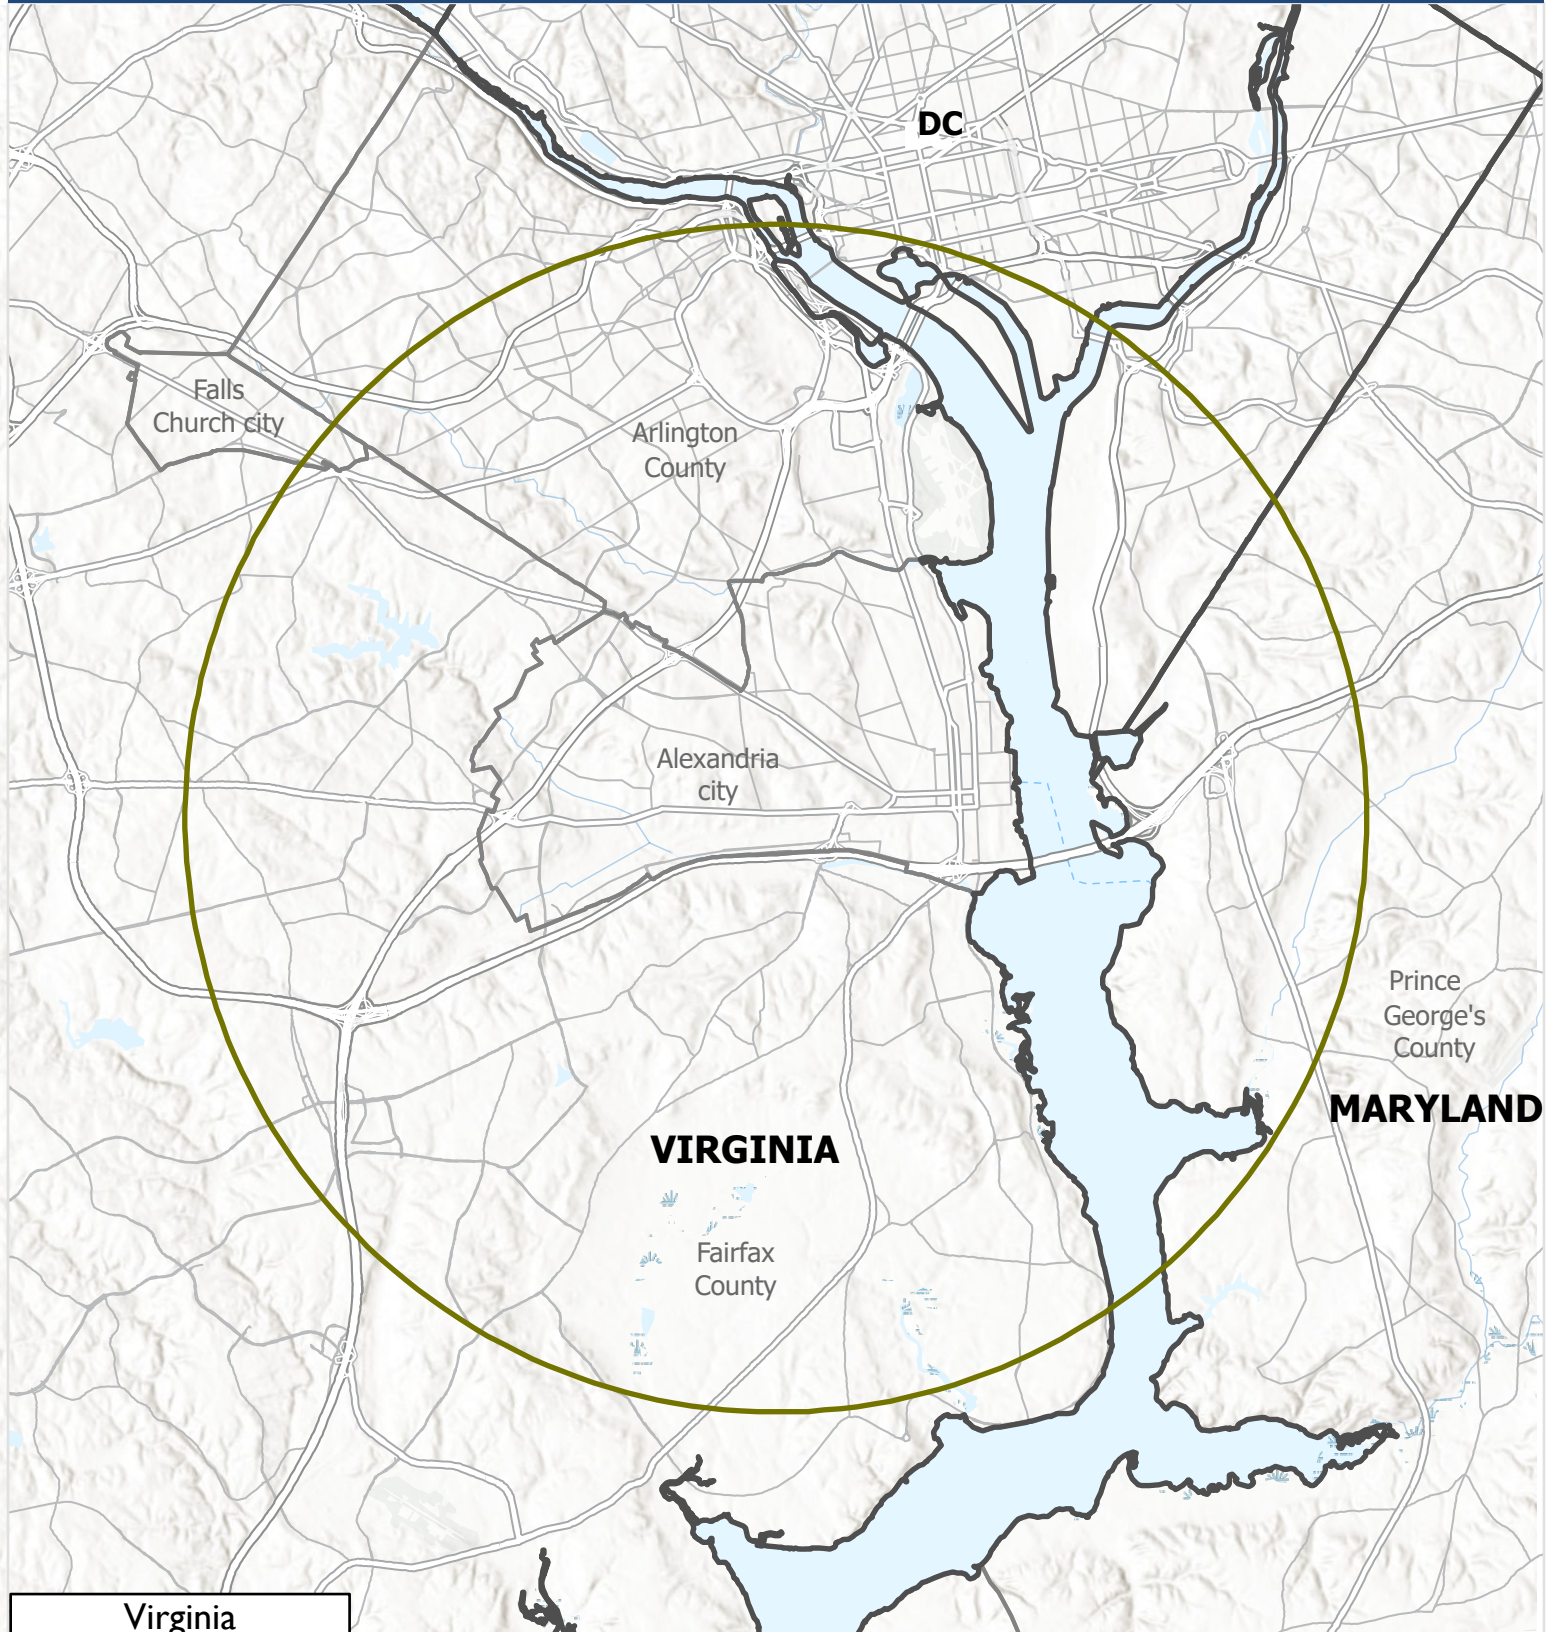 DC
Falls
Church city
Arlington
County
Alexandria
city
Prince
George's
County
MARYLAND
VIRGINIA
Fairfax
County
Virginia